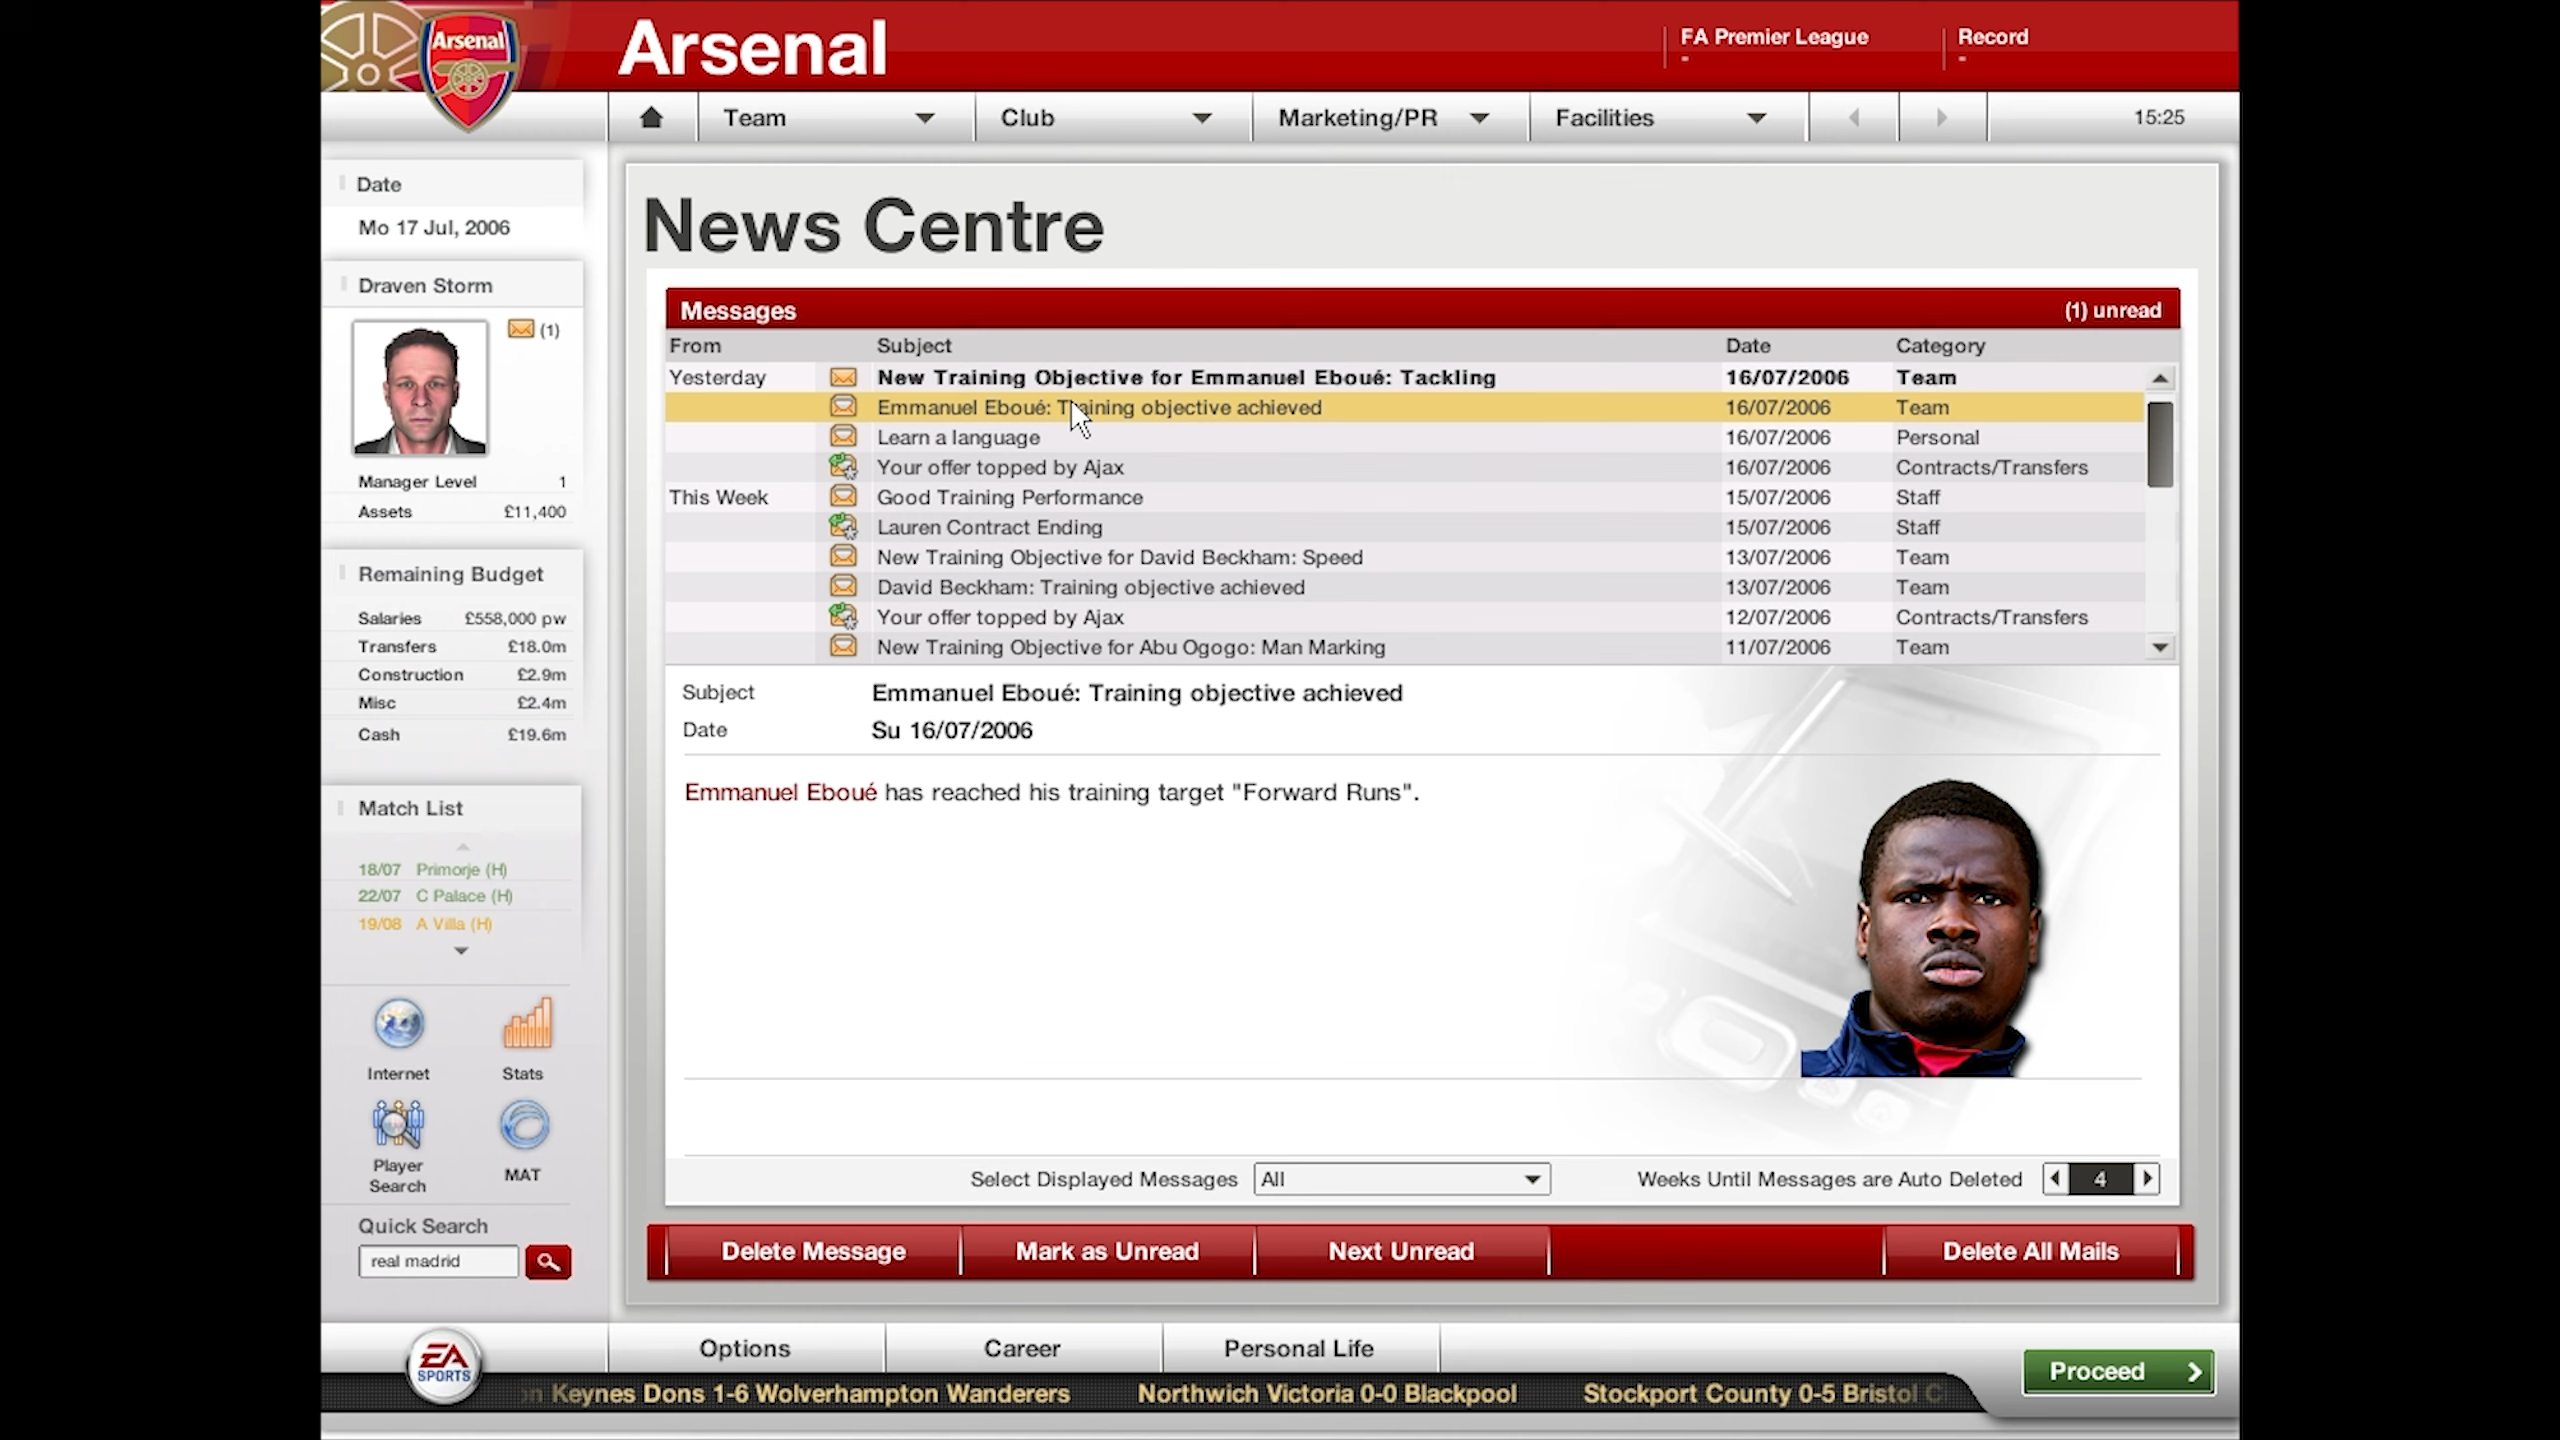 Arsenal
Arsenal
FA Premier League
-
Record
-
Team
Club
Marketing/PR
Facilities
15:25
Date
Mo 17 Jul, 2006
Draven Storm
(1)
Manager Level 1
Assets £11,400
Remaining Budget
Salaries £558,000 pw
Transfers £18.0m
Construction £2.9m
Misc £2.4m
Cash £19.6m
Match List
18/07 Primorje (H)
22/07 C Palace (H)
19/08 A Villa (H)
Internet
Stats
Player
Search
MAT
Quick Search
real madrid
News Centre
Messages (1) unread
From Subject Date Category
Yesterday New Training Objective for Emmanuel Eboué: Tackling 16/07/2006 Team
Emmanuel Eboué: Training objective achieved 16/07/2006 Team
Learn a language 16/07/2006 Personal
Your offer topped by Ajax 16/07/2006 Contracts/Transfers
This Week Good Training Performance 15/07/2006 Staff
Lauren Contract Ending 15/07/2006 Staff
New Training Objective for David Beckham: Speed 13/07/2006 Team
David Beckham: Training objective achieved 13/07/2006 Team
Your offer topped by Ajax 12/07/2006 Contracts/Transfers
New Training Objective for Abu Ogogo: Man Marking 11/07/2006 Team
Subject Emmanuel Eboué: Training objective achieved
Date Su 16/07/2006
Emmanuel Eboué has reached his training target "Forward Runs".
Select Displayed Messages All
Weeks Until Messages are Auto Deleted 4
Delete Message
Mark as Unread
Next Unread
Delete All Mails
EA
SPORTS
Options
Career
Personal Life
Proceed
n Keynes Dons 1-6 Wolverhampton Wanderers Northwich Victoria 0-0 Blackpool Stockport County 0-5 Bristol C